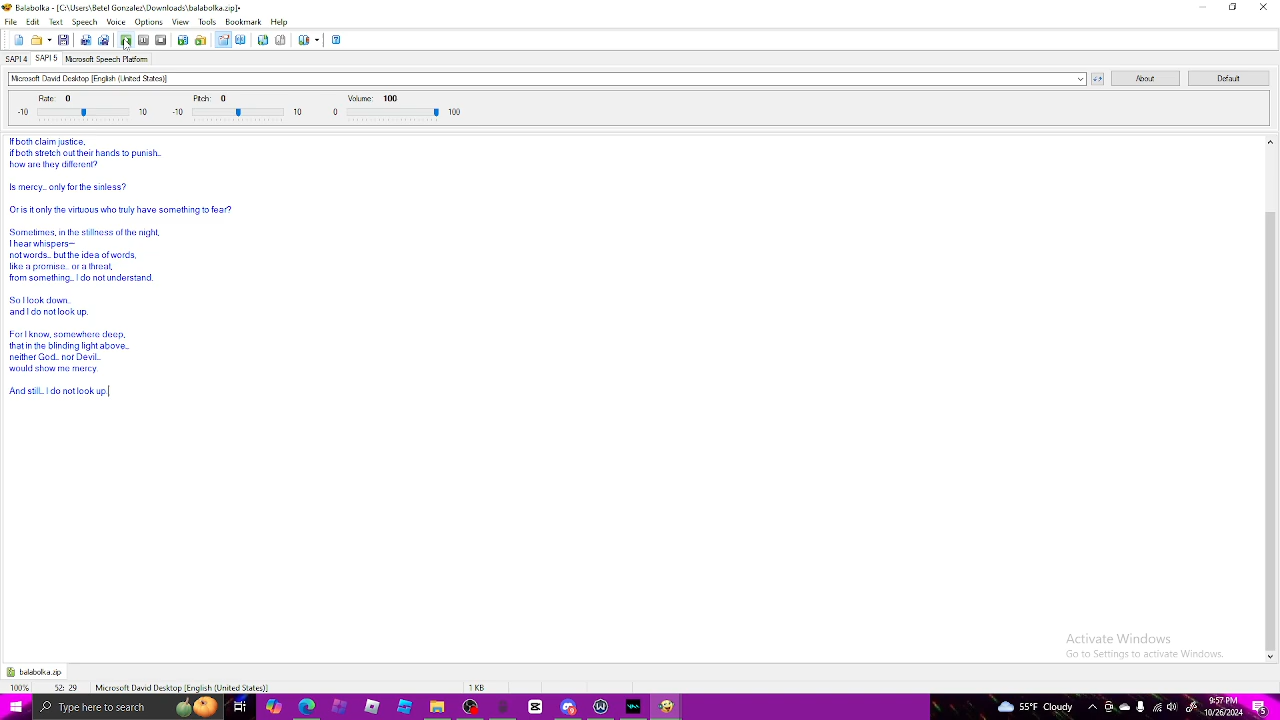 Balabolka - [C:\Users\Betel Gonzalez\Downloads\balabolka.zip]*
File Edit Text Speech Voice Options View Tools Bookmark Help
SAPI 4 SAPI 5 Microsoft Speech Platform
Microsoft David Desktop [English (United States)] About Default
Rate: 0 Pitch: 0 Volume: 100
-10 10 -10 10 0 100
If both claim justice,
if both stretch out their hands to punish...
how are they different?
Is mercy... only for the sinless?
Or is it only the virtuous who truly have something to fear?
Sometimes, in the stillness of the night,
I hear whispers—
not words... but the idea of words,
like a promise... or a threat,
from something... I do not understand.
So I look down...
and I do not look up.
For I know, somewhere deep,
that in the blinding light above...
neither God... nor Devil...
would show me mercy.
And still... I do not look up.
Activate Windows
Go to Settings to activate Windows.
balabolka.zip
100% 52: 29 Microsoft David Desktop [English (United States)] 1 KB
Type here to search 55°F Cloudy 9:57 PM
10/26/2024